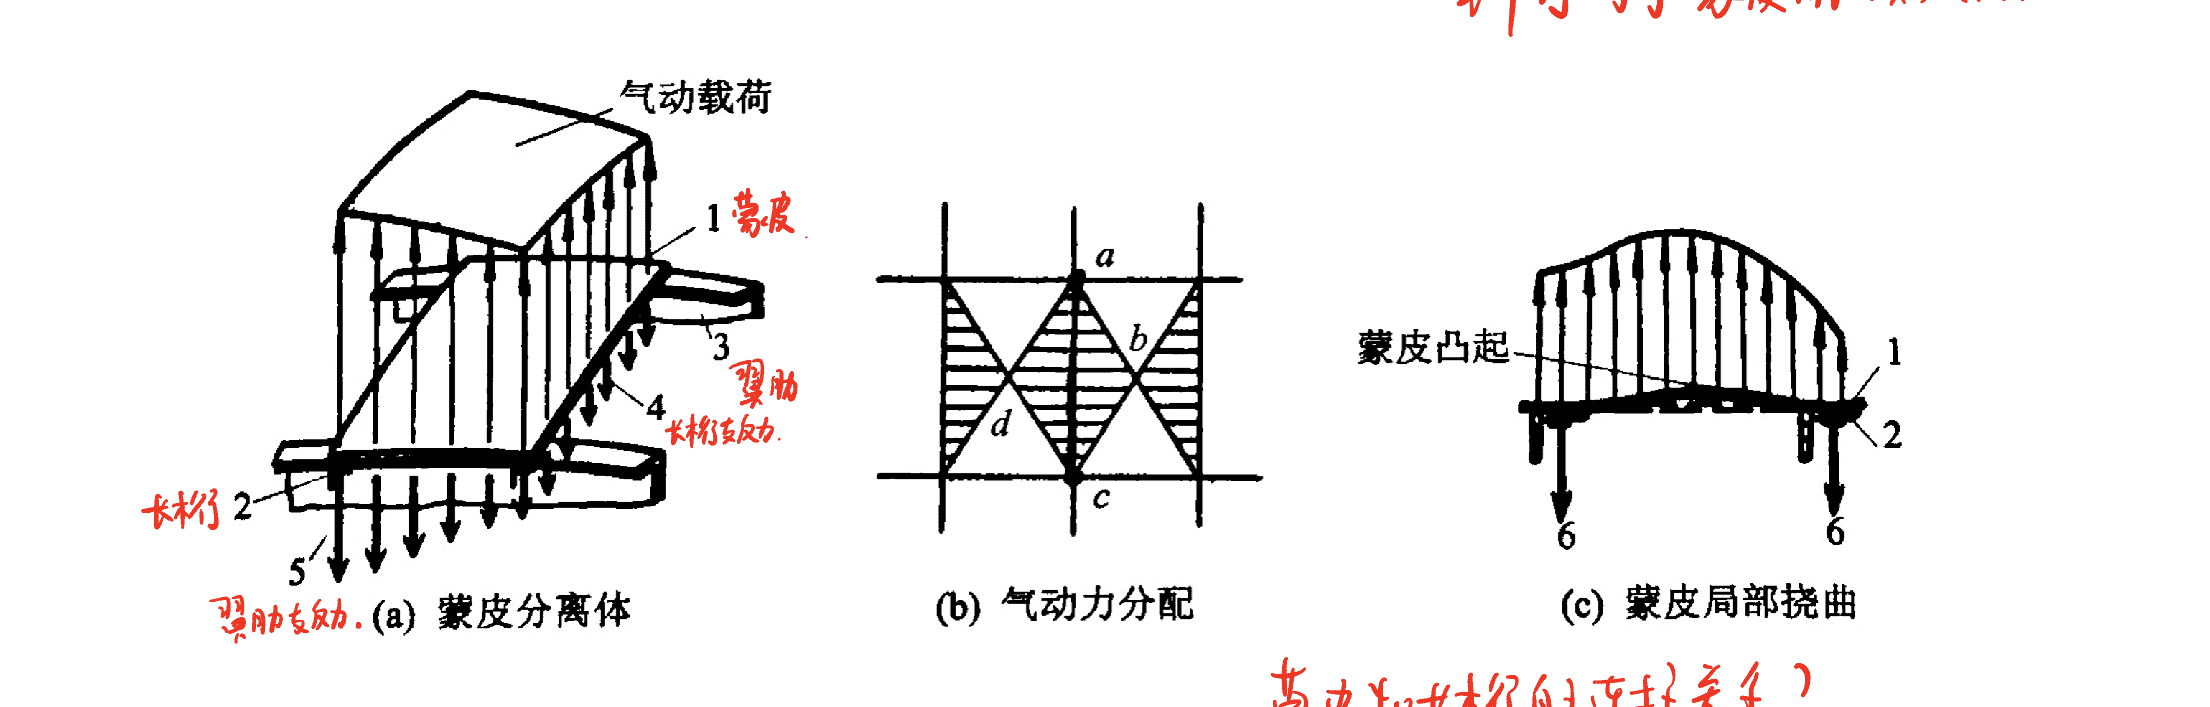 气动载荷
1 蒙皮
3
翼肋
4
长桁支反力.
长桁 2
5
翼肋支反力.
(a) 蒙皮分离体
a
b
d
c
(b) 气动力分配
蒙皮凸起
1
2
6
6
(c) 蒙皮局部挠曲